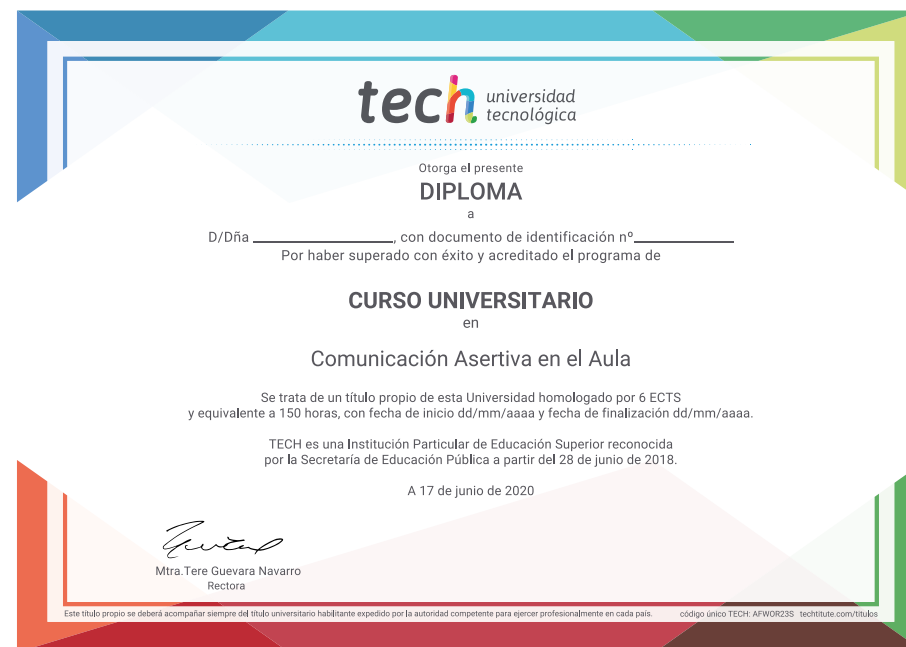 tech universidad
tecnológica
Otorga el presente
DIPLOMA
a
D/Dña ____________________, con documento de identificación nº______________
Por haber superado con éxito y acreditado el programa de
CURSO UNIVERSITARIO
en
Comunicación Asertiva en el Aula
Se trata de un título propio de esta Universidad homologado por 6 ECTS
y equivalente a 150 horas, con fecha de inicio dd/mm/aaaa y fecha de finalización dd/mm/aaaa.
TECH es una Institución Particular de Educación Superior reconocida
por la Secretaría de Educación Pública a partir del 28 de junio de 2018.
A 17 de junio de 2020
Mtra.Tere Guevara Navarro
Rectora
Este título propio se deberá acompañar siempre del título universitario habilitante expedido por la autoridad competente para ejercer profesionalmente en cada país. código único TECH: AFWOR23S techtitute.com/titulos